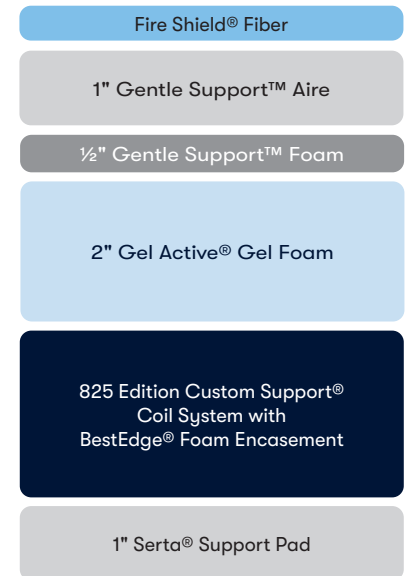 Fire Shield® Fiber
1" Gentle Support™ Aire
½" Gentle Support™ Foam
2" Gel Active® Gel Foam
825 Edition Custom Support®
Coil System with
BestEdge® Foam Encasement
1" Serta® Support Pad